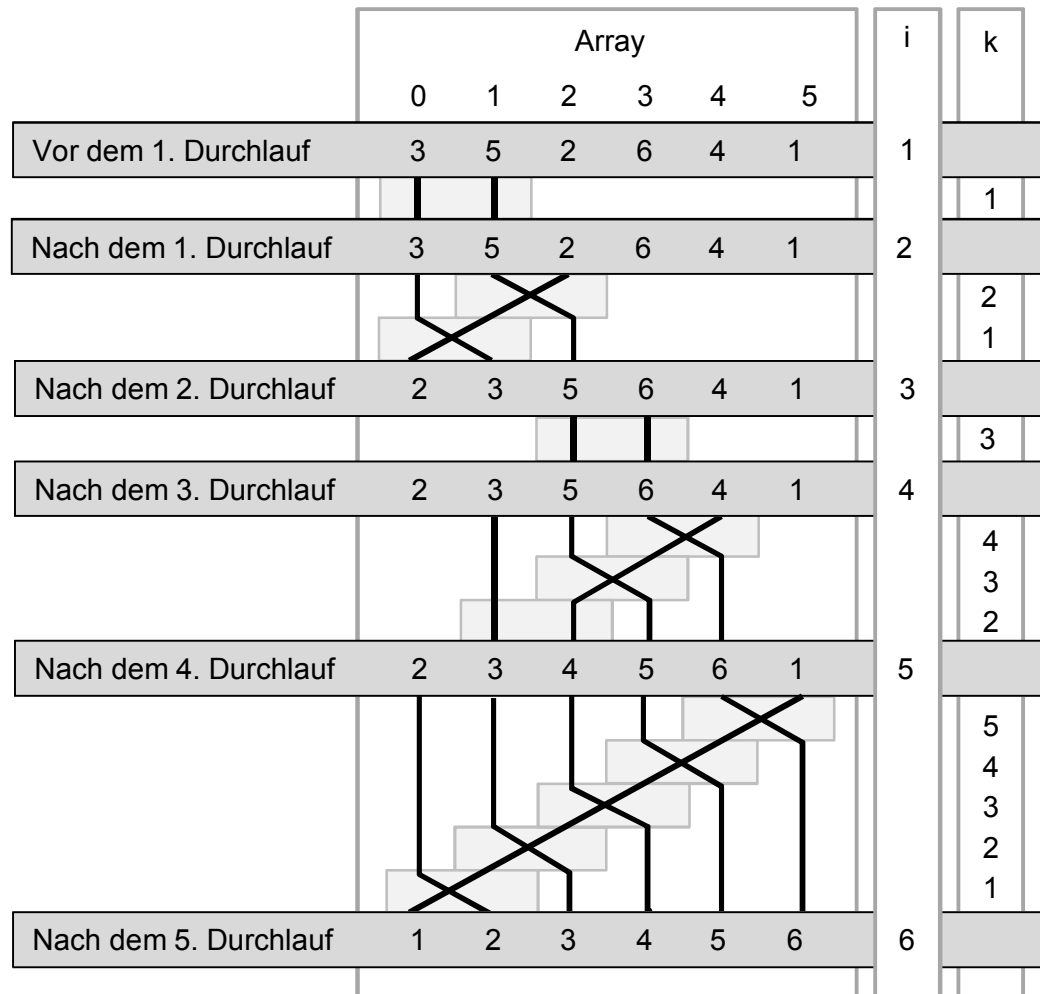 Array i k
0 1 2 3 4 5
Vor dem 1. Durchlauf 3 5 2 6 4 1 1
1
Nach dem 1. Durchlauf 3 5 2 6 4 1 2
2
1
Nach dem 2. Durchlauf 2 3 5 6 4 1 3
3
Nach dem 3. Durchlauf 2 3 5 6 4 1 4
4
3
2
Nach dem 4. Durchlauf 2 3 4 5 6 1 5
5
4
3
2
1
Nach dem 5. Durchlauf 1 2 3 4 5 6 6